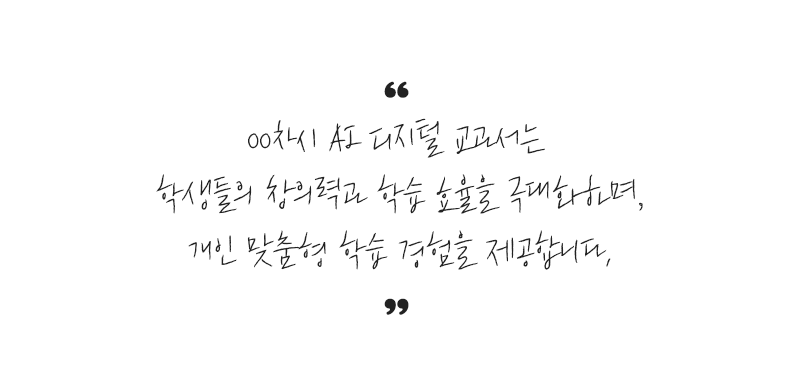 “
00차시 AI 디지털 교과서는
학생들의 창의력과 학습 효율을 극대화하며,
개인 맞춤형 학습 경험을 제공합니다,
”